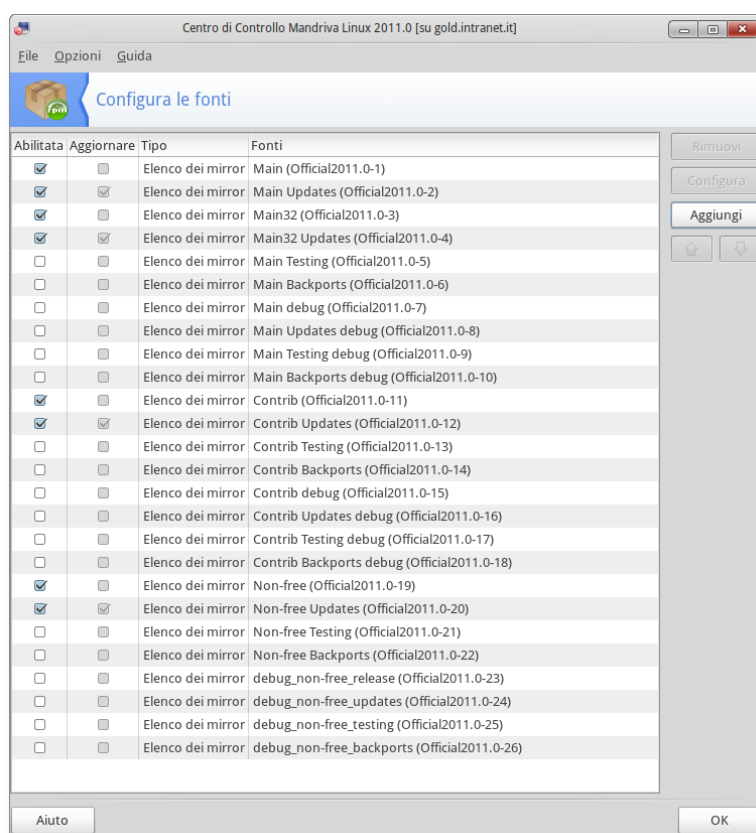 Centro di Controllo Mandriva Linux 2011.0 [su gold.intranet.it]
File Opzioni Guida
rpm
Configura le fonti
Abilitata Aggiornare Tipo Fonti
Elenco dei mirror Main (Official2011.0-1)
Elenco dei mirror Main Updates (Official2011.0-2)
Elenco dei mirror Main32 (Official2011.0-3)
Elenco dei mirror Main32 Updates (Official2011.0-4)
Elenco dei mirror Main Testing (Official2011.0-5)
Elenco dei mirror Main Backports (Official2011.0-6)
Elenco dei mirror Main debug (Official2011.0-7)
Elenco dei mirror Main Updates debug (Official2011.0-8)
Elenco dei mirror Main Testing debug (Official2011.0-9)
Elenco dei mirror Main Backports debug (Official2011.0-10)
Elenco dei mirror Contrib (Official2011.0-11)
Elenco dei mirror Contrib Updates (Official2011.0-12)
Elenco dei mirror Contrib Testing (Official2011.0-13)
Elenco dei mirror Contrib Backports (Official2011.0-14)
Elenco dei mirror Contrib debug (Official2011.0-15)
Elenco dei mirror Contrib Updates debug (Official2011.0-16)
Elenco dei mirror Contrib Testing debug (Official2011.0-17)
Elenco dei mirror Contrib Backports debug (Official2011.0-18)
Elenco dei mirror Non-free (Official2011.0-19)
Elenco dei mirror Non-free Updates (Official2011.0-20)
Elenco dei mirror Non-free Testing (Official2011.0-21)
Elenco dei mirror Non-free Backports (Official2011.0-22)
Elenco dei mirror debug_non-free_release (Official2011.0-23)
Elenco dei mirror debug_non-free_updates (Official2011.0-24)
Elenco dei mirror debug_non-free_testing (Official2011.0-25)
Elenco dei mirror debug_non-free_backports (Official2011.0-26)
Rimuovi
Configura
Aggiungi
Aiuto
OK